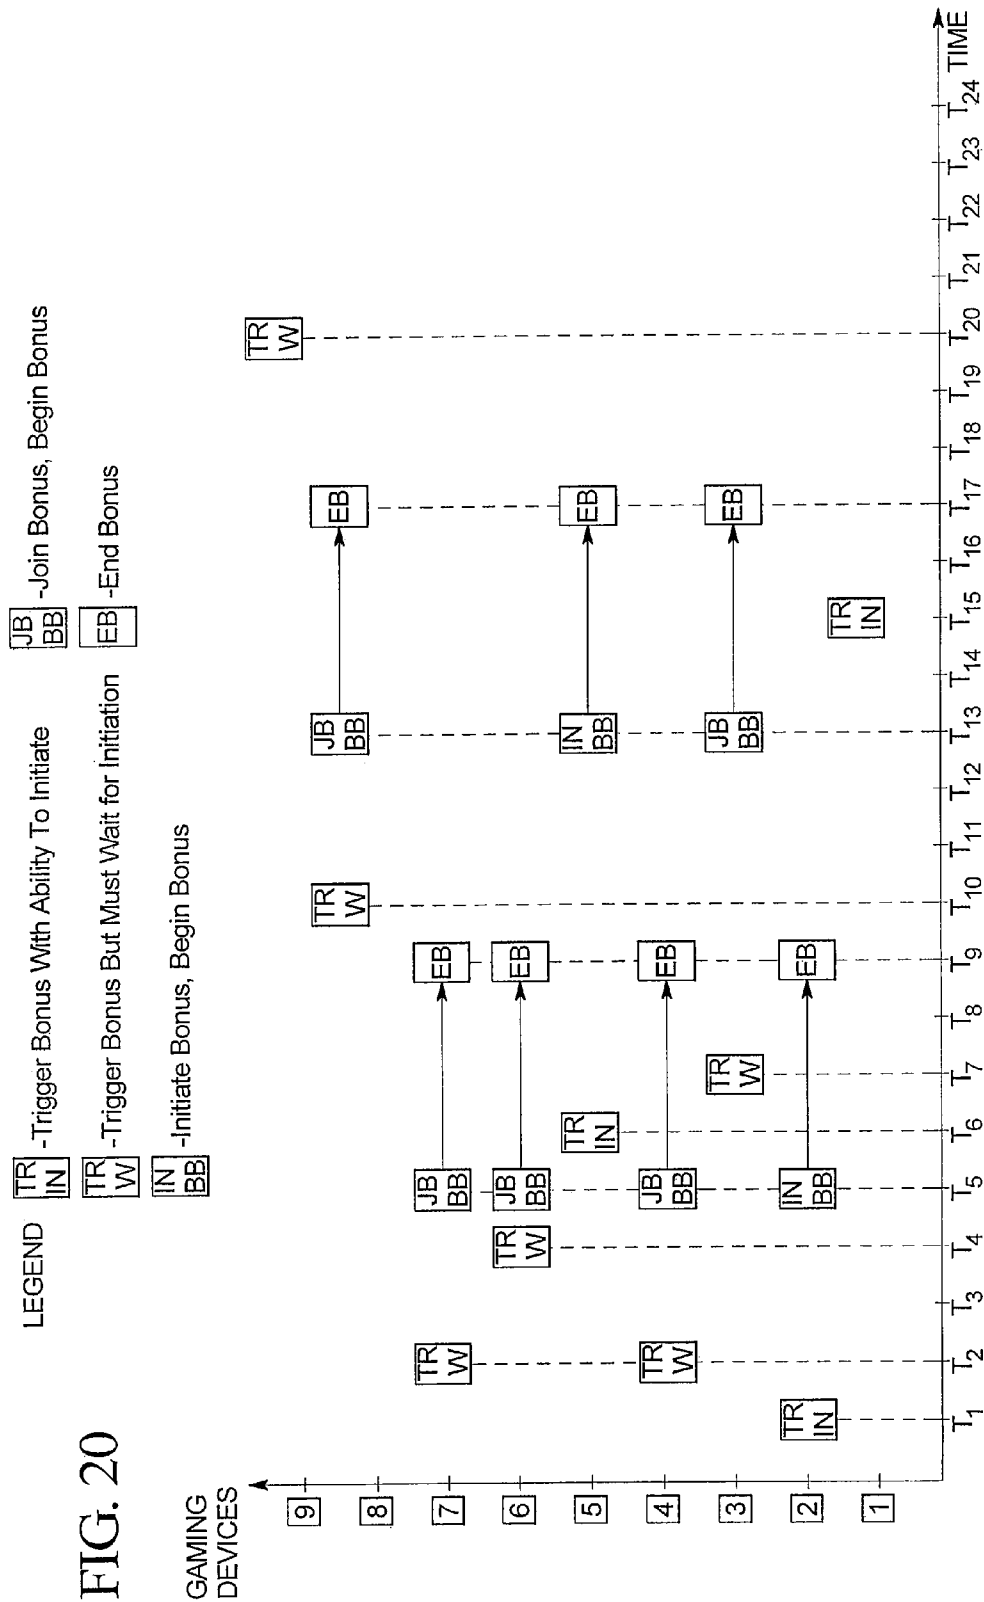 FIG. 20
LEGEND
TR
IN
-Trigger Bonus With Ability To Initiate
TR
W
-Trigger Bonus But Must Wait for Initiation
IN
BB
-Initiate Bonus, Begin Bonus
JB
BB
-Join Bonus, Begin Bonus
EB
-End Bonus
GAMING
DEVICES
9
TR
W
8
TR
W
JB
BB
EB
7
TR
W
JB
BB
EB
6
TR
W
JB
BB
EB
5
TR
IN
IN
BB
EB
4
TR
W
JB
BB
EB
3
TR
W
JB
BB
EB
2
TR
IN
IN
BB
EB
1
TR
IN
T1 T2 T3 T4 T5 T6 T7 T8 T9 T10 T11 T12 T13 T14 T15 T16 T17 T18 T19 T20 T21 T22 T23 T24 TIME